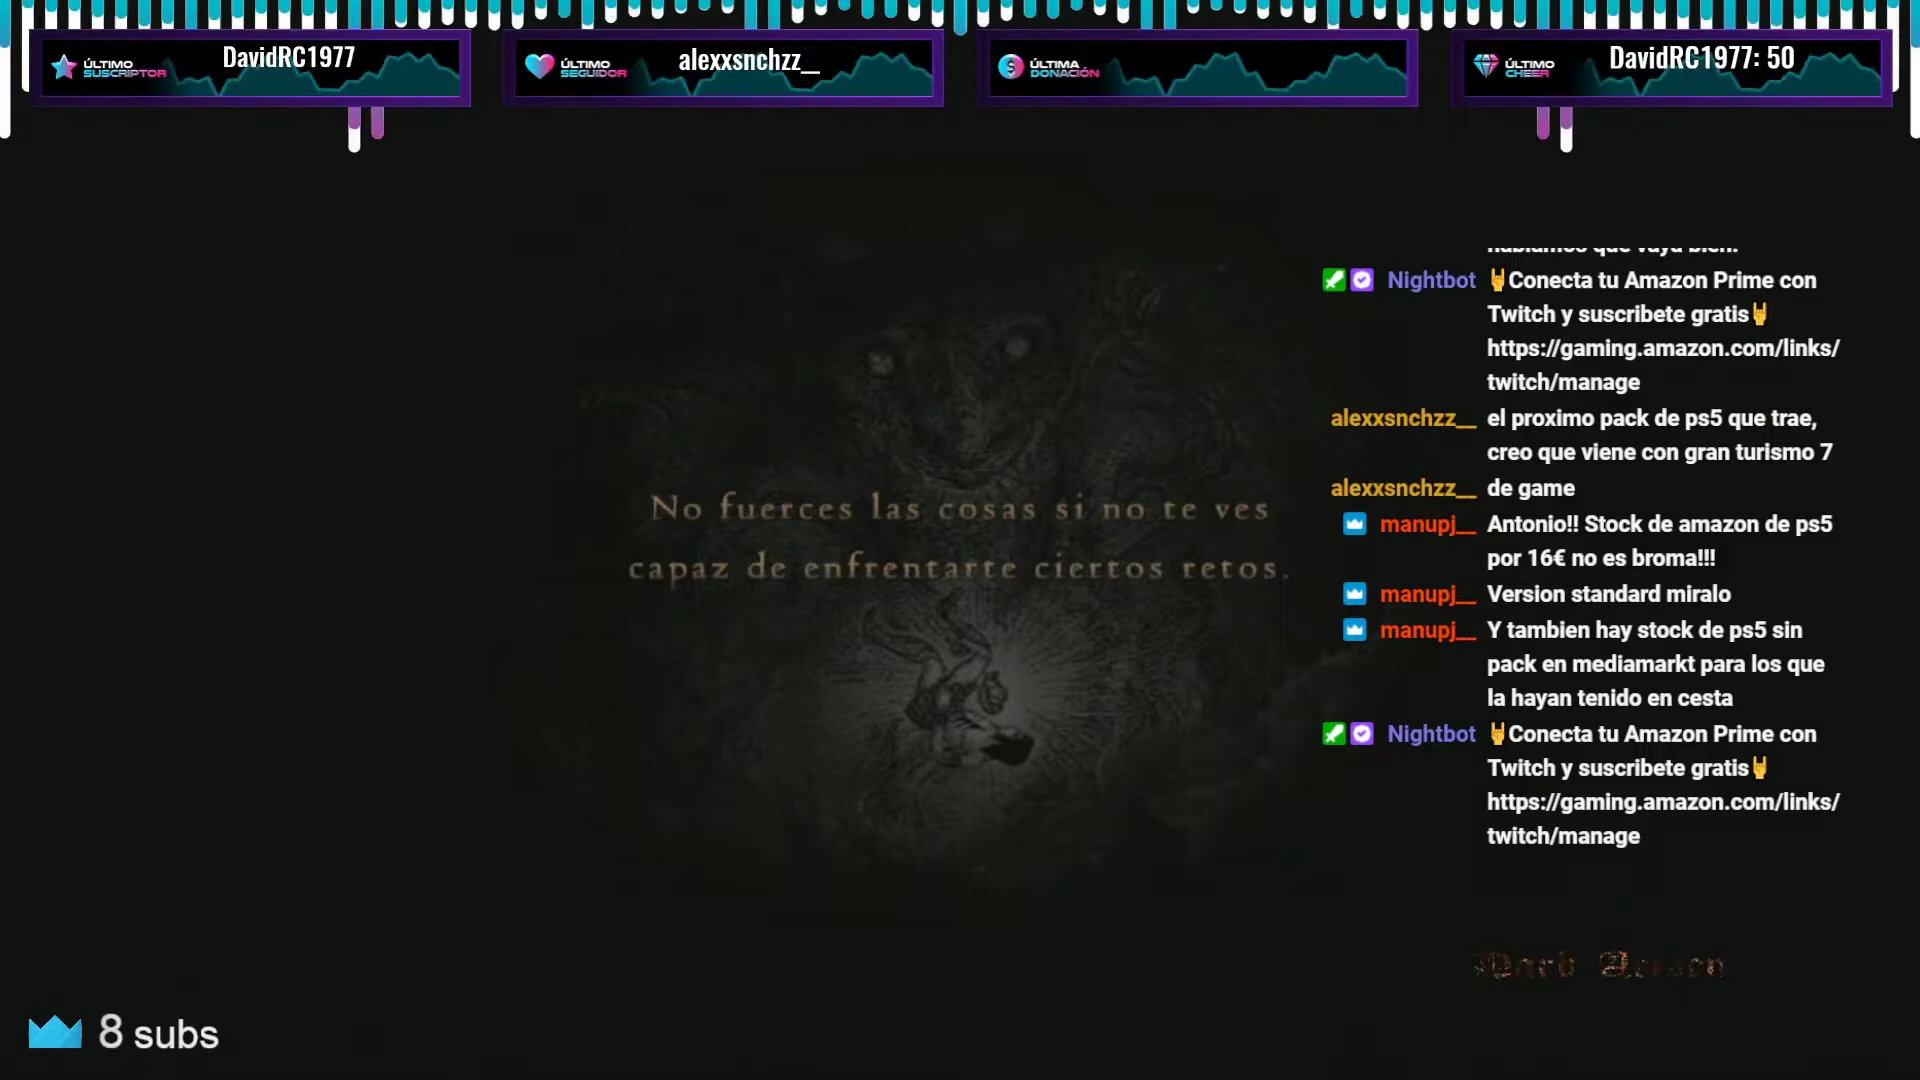 ÚLTIMO
SUSCRIPTOR
DavidRC1977
ÚLTIMO
SEGUIDOR
alexxsnchzz__
ÚLTIMA
DONACIÓN
ÚLTIMO
CHEER
DavidRC1977: 50
habiamos que vaya bien.
Nightbot 🤘Conecta tu Amazon Prime con
Twitch y suscribete gratis🤘
https://gaming.amazon.com/links/
twitch/manage
alexxsnchzz__ el proximo pack de ps5 que trae,
creo que viene con gran turismo 7
alexxsnchzz__ de game
manupj__ Antonio!! Stock de amazon de ps5
por 16€ no es broma!!!
manupj__ Version standard miralo
manupj__ Y tambien hay stock de ps5 sin
pack en mediamarkt para los que
la hayan tenido en cesta
Nightbot 🤘Conecta tu Amazon Prime con
Twitch y suscribete gratis🤘
https://gaming.amazon.com/links/
twitch/manage
No fuerces las cosas si no te ves
capaz de enfrentarte ciertos retos.
8 subs